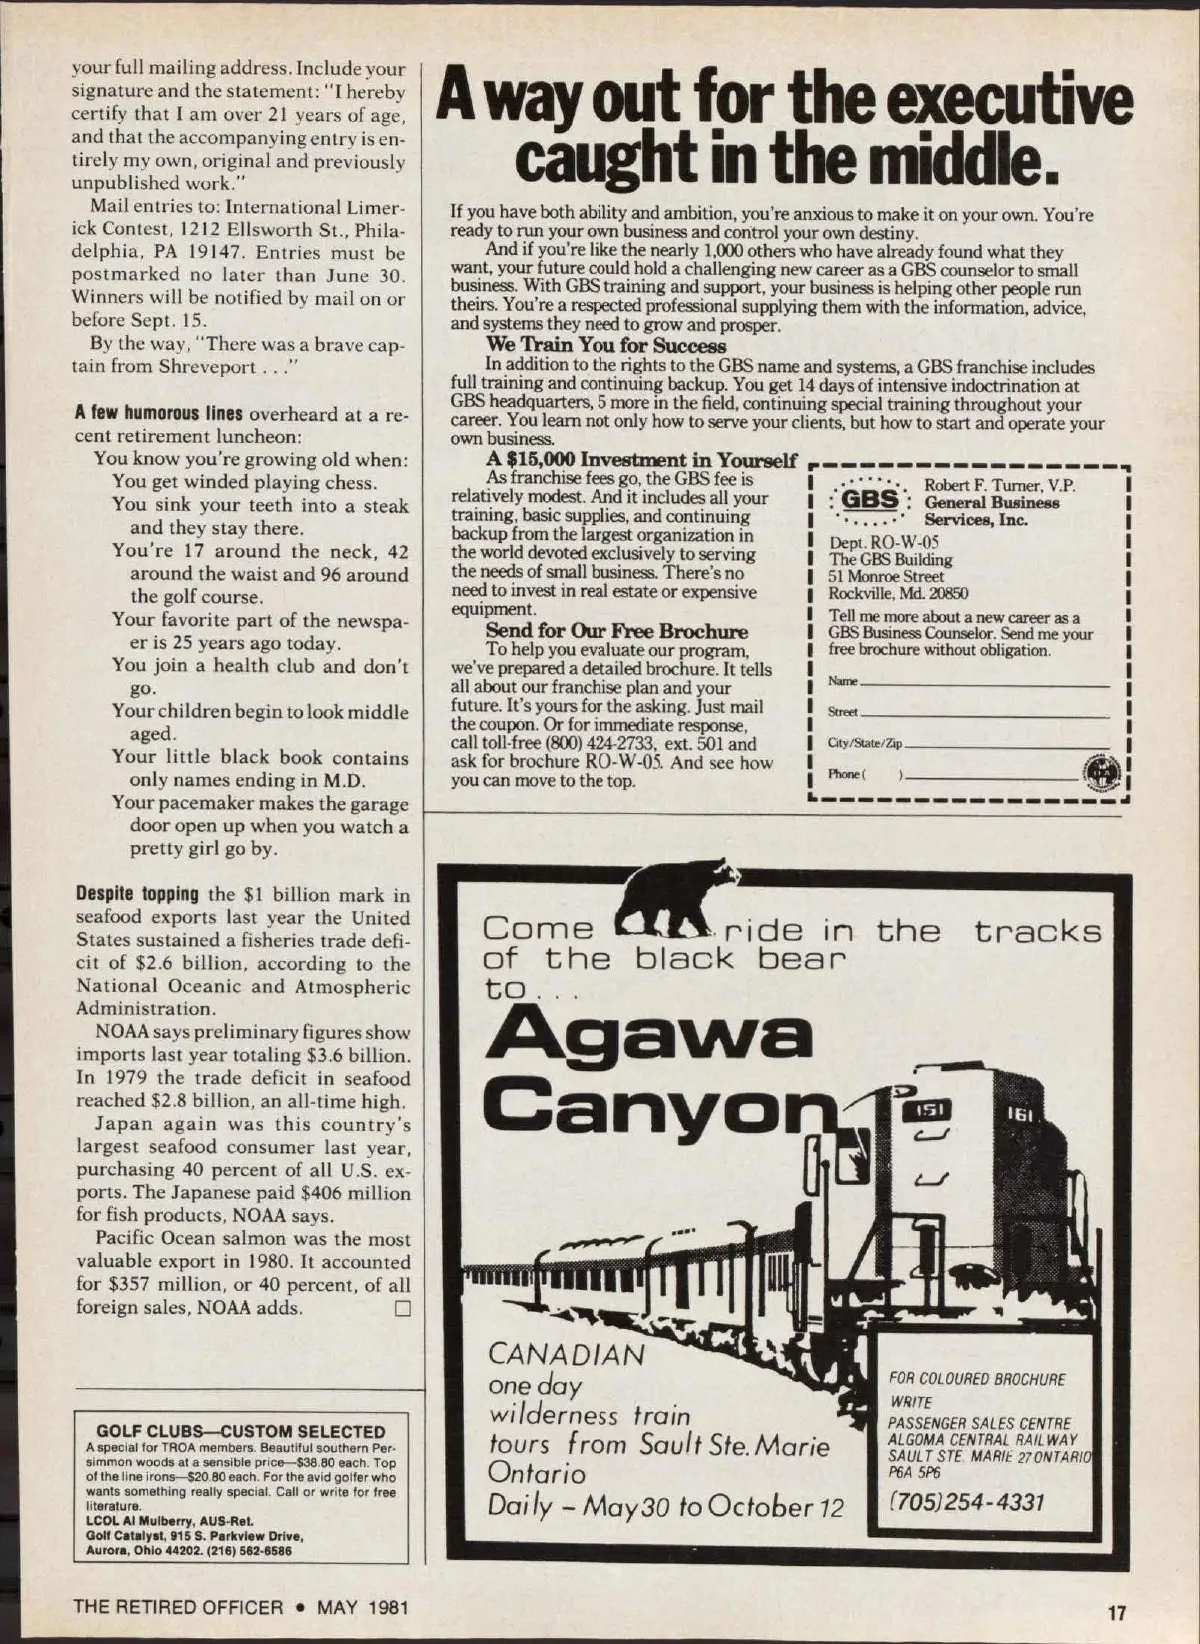 your full mailing address. Include your
signature and the statement: "I hereby
certify that I am over 21 years of age,
and that the accompanying entry is en-
tirely my own, original and previously
unpublished work."
Mail entries to: International Limer-
ick Contest, 1212 Ellsworth St., Phila-
delphia, PA 19147. Entries must be
postmarked no later than June 30.
Winners will be notified by mail on or
before Sept. 15.
By the way, "There was a brave cap-
tain from Shreveport . . ."
A few humorous lines overheard at a re-
cent retirement luncheon:
You know you're growing old when:
You get winded playing chess.
You sink your teeth into a steak
and they stay there.
You're 17 around the neck, 42
around the waist and 96 around
the golf course.
Your favorite part of the newspa-
er is 25 years ago today.
You join a health club and don't
go.
Your children begin to look middle
aged.
Your little black book contains
only names ending in M.D.
Your pacemaker makes the garage
door open up when you watch a
pretty girl go by.
Despite topping the $1 billion mark in
seafood exports last year the United
States sustained a fisheries trade defi-
cit of $2.6 billion, according to the
National Oceanic and Atmospheric
Administration.
NOAA says preliminary figures show
imports last year totaling $3.6 billion.
In 1979 the trade deficit in seafood
reached $2.8 billion, an all-time high.
Japan again was this country's
largest seafood consumer last year,
purchasing 40 percent of all U.S. ex-
ports. The Japanese paid $406 million
for fish products, NOAA says.
Pacific Ocean salmon was the most
valuable export in 1980. It accounted
for $357 million, or 40 percent, of all
foreign sales, NOAA adds. □
GOLF CLUBS—CUSTOM SELECTED
A special for TROA members. Beautiful southern Per-
simmon woods at a sensible price—$38.80 each. Top
of the line irons—$20.80 each. For the avid golfer who
wants something really special. Call or write for free
literature.
LCOL Al Mulberry, AUS-Ret.
Golf Catalyst, 915 S. Parkview Drive,
Aurora, Ohio 44202. (216) 562-6586
A way out for the executive
caught in the middle.
If you have both ability and ambition, you're anxious to make it on your own. You're
ready to run your own business and control your own destiny.
And if you're like the nearly 1,000 others who have already found what they
want, your future could hold a challenging new career as a GBS counselor to small
business. With GBS training and support, your business is helping other people run
theirs. You're a respected professional supplying them with the information, advice,
and systems they need to grow and prosper.
We Train You for Success
In addition to the rights to the GBS name and systems, a GBS franchise includes
full training and continuing backup. You get 14 days of intensive indoctrination at
GBS headquarters, 5 more in the field, continuing special training throughout your
career. You learn not only how to serve your clients, but how to start and operate your
own business.
A $15,000 Investment in Yourself
As franchise fees go, the GBS fee is
relatively modest. And it includes all your
training, basic supplies, and continuing
backup from the largest organization in
the world devoted exclusively to serving
the needs of small business. There's no
need to invest in real estate or expensive
equipment.
Send for Our Free Brochure
To help you evaluate our program,
we've prepared a detailed brochure. It tells
all about our franchise plan and your
future. It's yours for the asking. Just mail
the coupon. Or for immediate response,
call toll-free (800) 424-2733, ext. 501 and
ask for brochure RO-W-05. And see how
you can move to the top.
GBS
Robert F. Turner, V.P.
General Business
Services, Inc.
Dept. RO-W-05
The GBS Building
51 Monroe Street
Rockville, Md. 20850
Tell me more about a new career as a
GBS Business Counselor. Send me your
free brochure without obligation.
Name
Street
City/State/Zip
Phone ( )
Come ride in the tracks
of the black bear
to...
Agawa
Canyon
151
161
CANADIAN
one day
wilderness train
tours from Sault Ste. Marie
Ontario
Daily - May 30 to October 12
FOR COLOURED BROCHURE
WRITE
PASSENGER SALES CENTRE
ALGOMA CENTRAL RAILWAY
SAULT STE. MARIE 27 ONTARIO
P6A 5P6
(705) 254-4331
THE RETIRED OFFICER • MAY 1981
17